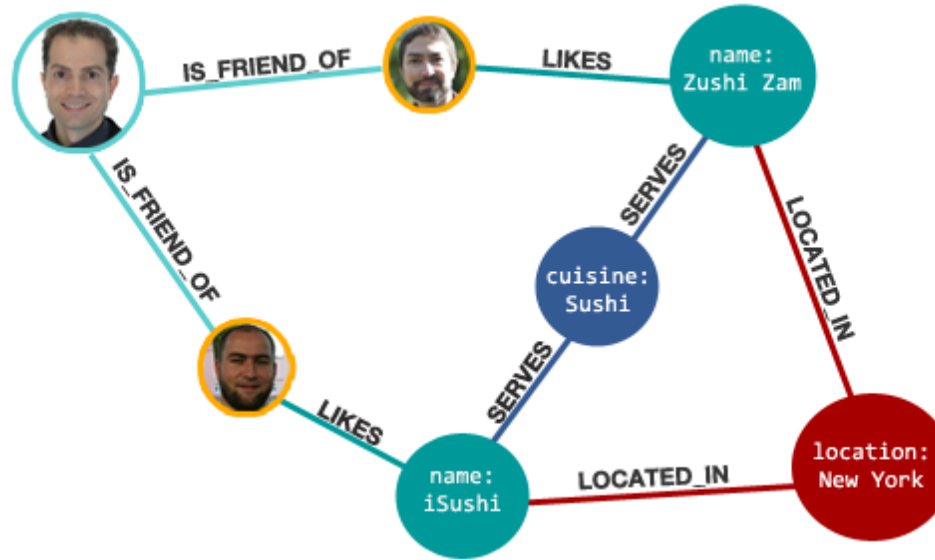 IS_FRIEND_OF
LIKES
name:
Zushi Zam
IS_FRIEND_OF
SERVES
LOCATED_IN
cuisine:
Sushi
SERVES
LIKES
name:
iSushi
LOCATED_IN
location:
New York